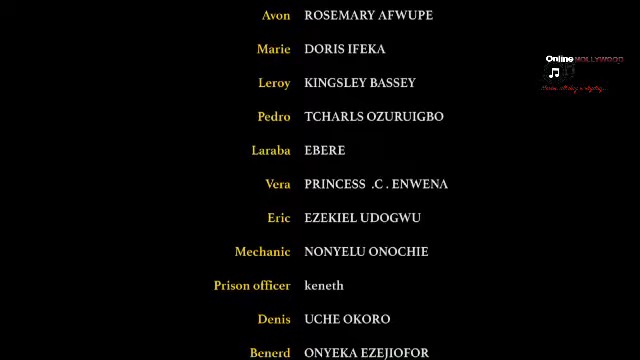 Avon ROSEMARY AFWUPE
Marie DORIS IFEKA
Leroy KINGSLEY BASSEY
Pedro TCHARLS OZURUIGBO
Laraba EBERE
Vera PRINCESS .C . ENWENA
Eric EZEKIEL UDOGWU
Mechanic NONYELU ONOCHIE
Prison officer keneth
Denis UCHE OKORO
Benerd ONYEKA EZEJIOFOR
Online NOLLYWOOD